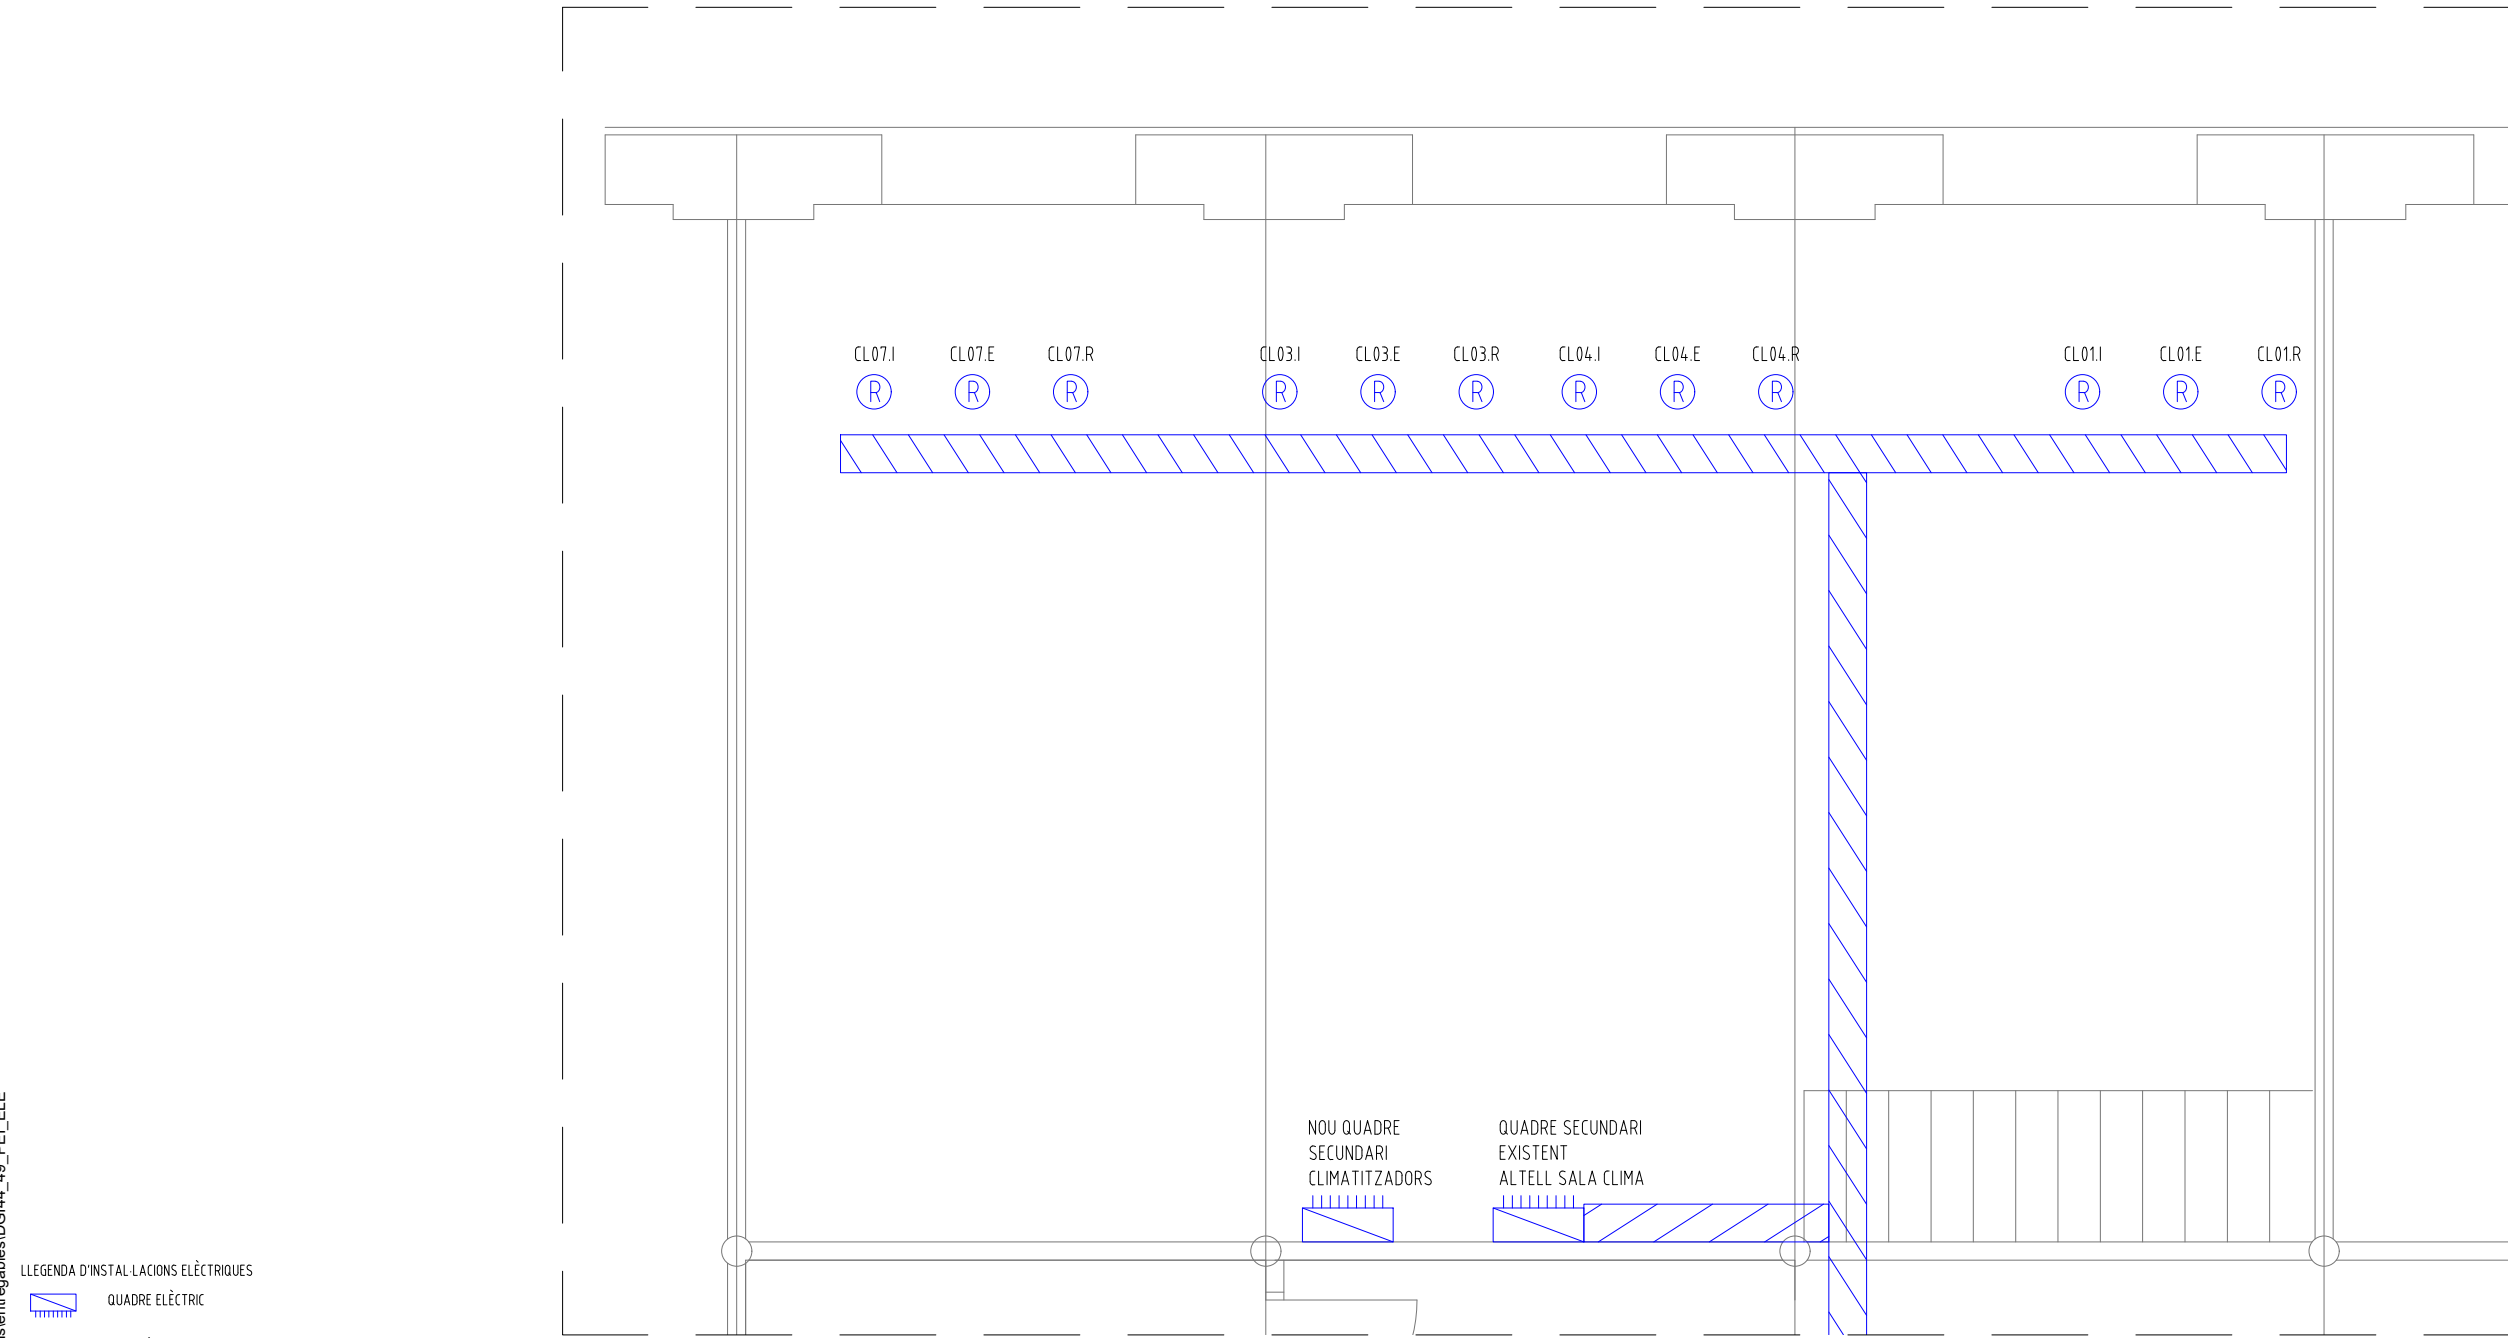 CL07.I CL07.E CL07.R CL03.I CL03.E CL03.R CL04.I CL04.E CL04.R CL01.I CL01.E CL01.R
R R R R R R R R R R R R
NOU QUADRE
SECUNDARI
CLIMATITZADORS
QUADRE SECUNDARI
EXISTENT
ALTELL SALA CLIMA
LLEGENDA D'INSTAL·LACIONS ELÈCTRIQUES
QUADRE ELÈCTRIC